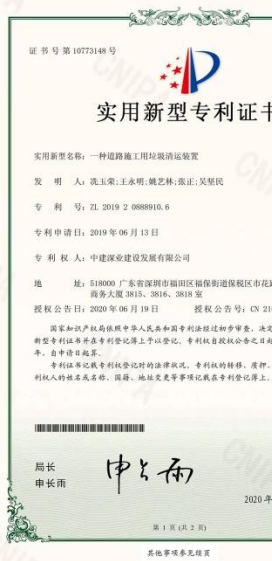 证书号第10773148号
实用新型专利证书
实用新型名称：一种道路施工用垃圾清运装置
发 明 人：冼玉荣;王永明;姚艺林;张正;吴坚民
专 利 号：ZL 2019 2 0888910.6
专利申请日：2019年06月13日
专 利 权 人：中建深业建设发展有限公司
地 址：518000 广东省深圳市福田区福保街道保税区市花
商务大厦3815、3816、3818室
授权公告日：2020年06月19日 授权公告号：CN 21
国家知识产权局依照中华人民共和国专利法经过初步审查，决定
新型专利证书并在专利登记簿上予以登记。专利权自授权公告之日起
年，自申请日起算。
专利证书记载专利权登记时的法律状况。专利权的转移、质押、
利权人的姓名或名称、国籍、地址变更等事项记载在专利登记簿上。
局长
申长雨
申长雨
2020年
第 1 页 (共 2 页)
其他事项参见续页